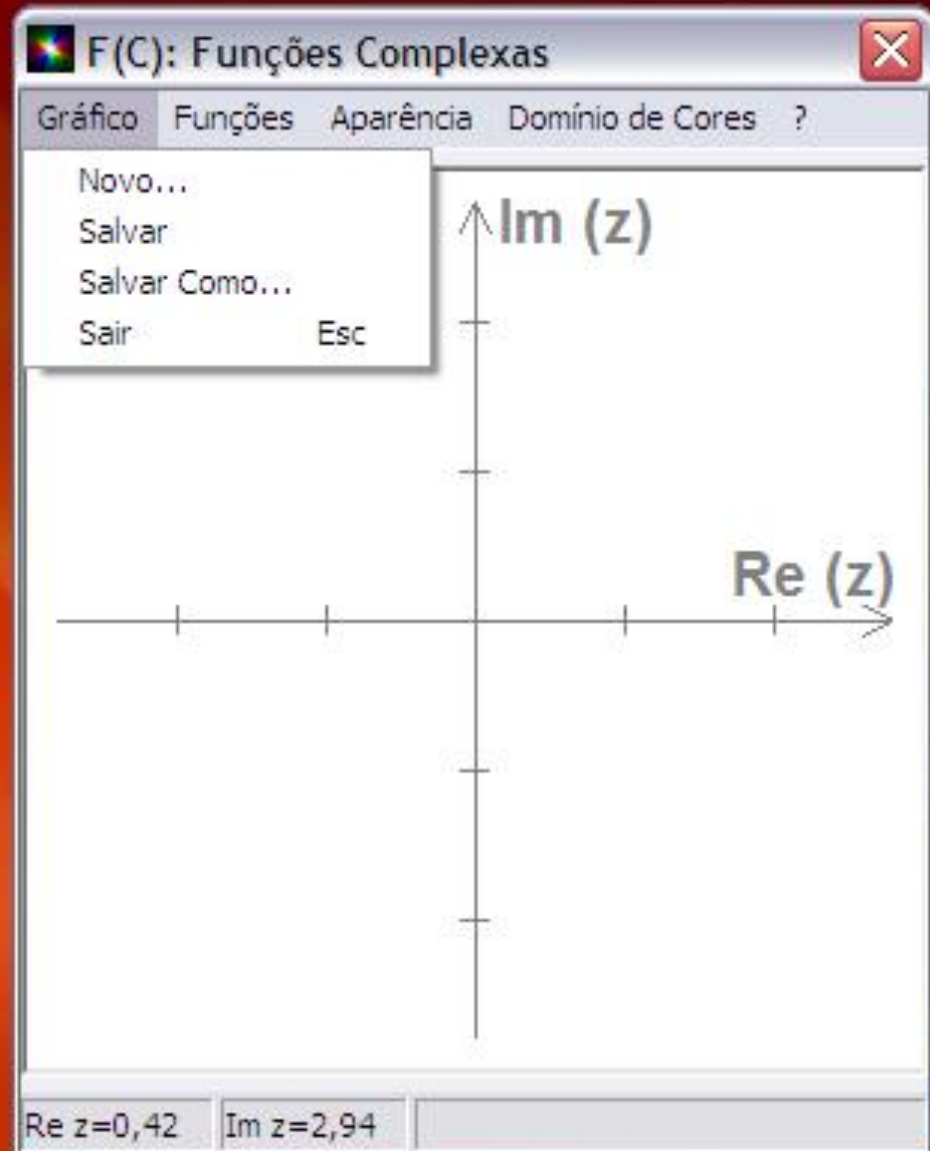 F(C): Funções Complexas
Gráfico Funções Aparência Domínio de Cores ?
Novo...
Salvar
Salvar Como...
Sair Esc
Im (z)
Re (z)
Re z=0,42 Im z=2,94